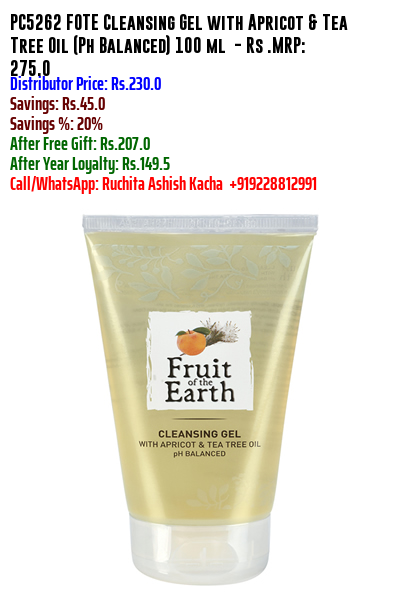 PC5262 FOTE Cleansing Gel with Apricot & Tea
Tree Oil (Ph Balanced) 100 ml - Rs .MRP:
275.0
Distributor Price: Rs.230.0
Savings: Rs.45.0
Savings %: 20%
After Free Gift: Rs.207.0
After Year Loyalty: Rs.149.5
Call/WhatsApp: Ruchita Ashish Kacha +919228812991
Fruit
of the
Earth
CLEANSING GEL
WITH APRICOT & TEA TREE OIL
pH BALANCED